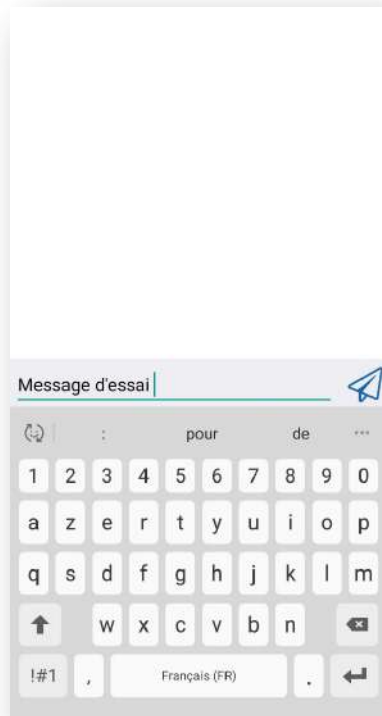 Message d'essai
: pour de ...
1 2 3 4 5 6 7 8 9 0
a z e r t y u i o p
q s d f g h j k l m
w x c v b n
!#1 , Français (FR) .